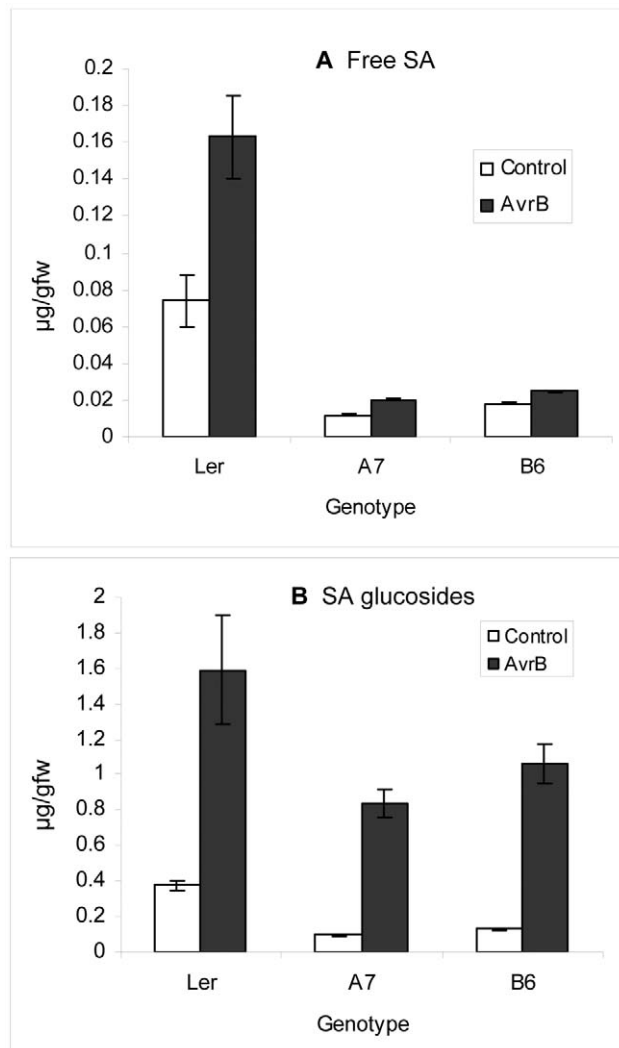 A Free SA
0.2
0.18
0.16
0.14
0.12
0.1
0.08
0.06
0.04
0.02
0
µg/gfw
Control
AvrB
Ler A7 B6
Genotype
B SA glucosides
2
1.8
1.6
1.4
1.2
1
0.8
0.6
0.4
0.2
0
µg/gfw
Control
AvrB
Ler A7 B6
Genotype